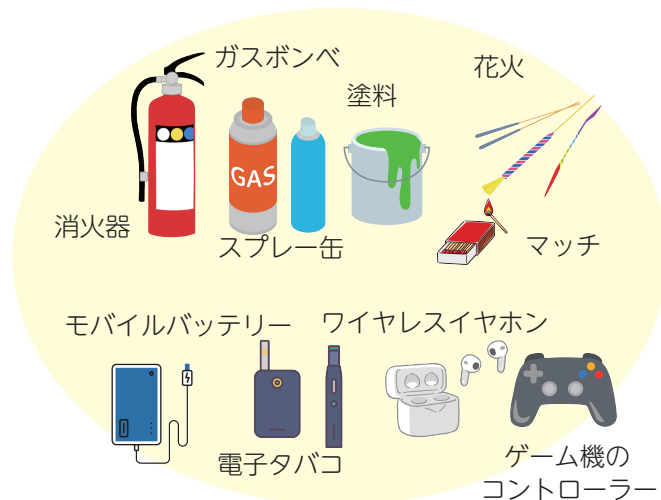 ガスボンベ
花火
塗料
GAS
消火器
スプレー缶
マッチ
モバイルバッテリー
ワイヤレスイヤホン
電子タバコ
ゲーム機の
コントローラー